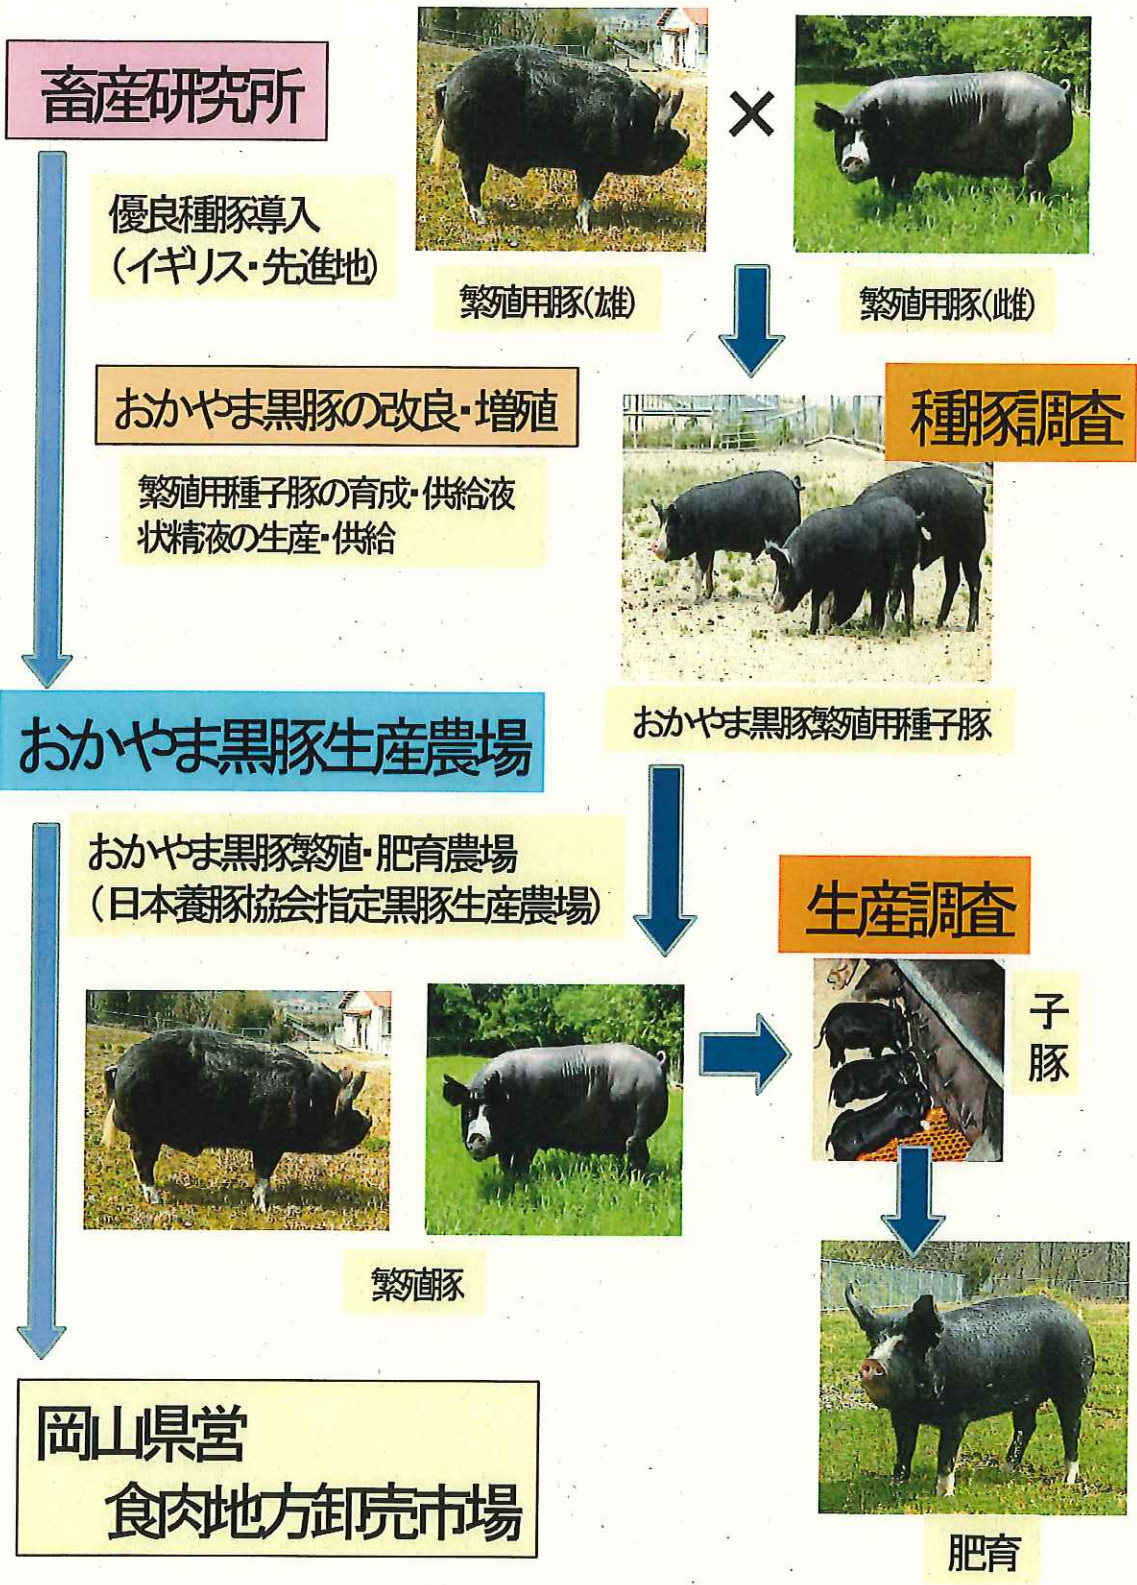 畜産研究所
×
優良種豚導入
(イギリス・先進地)
繁殖用豚(雄)
繁殖用豚(雌)
おかやま黒豚の改良・増殖
種豚調査
繁殖用種子豚の育成・供給液
状精液の生産・供給
おかやま黒豚生産農場
おかやま黒豚繁殖用種子豚
おかやま黒豚繁殖・肥育農場
(日本養豚協会指定黒豚生産農場)
生産調査
子豚
繁殖豚
岡山県営
食肉地方卸売市場
肥育